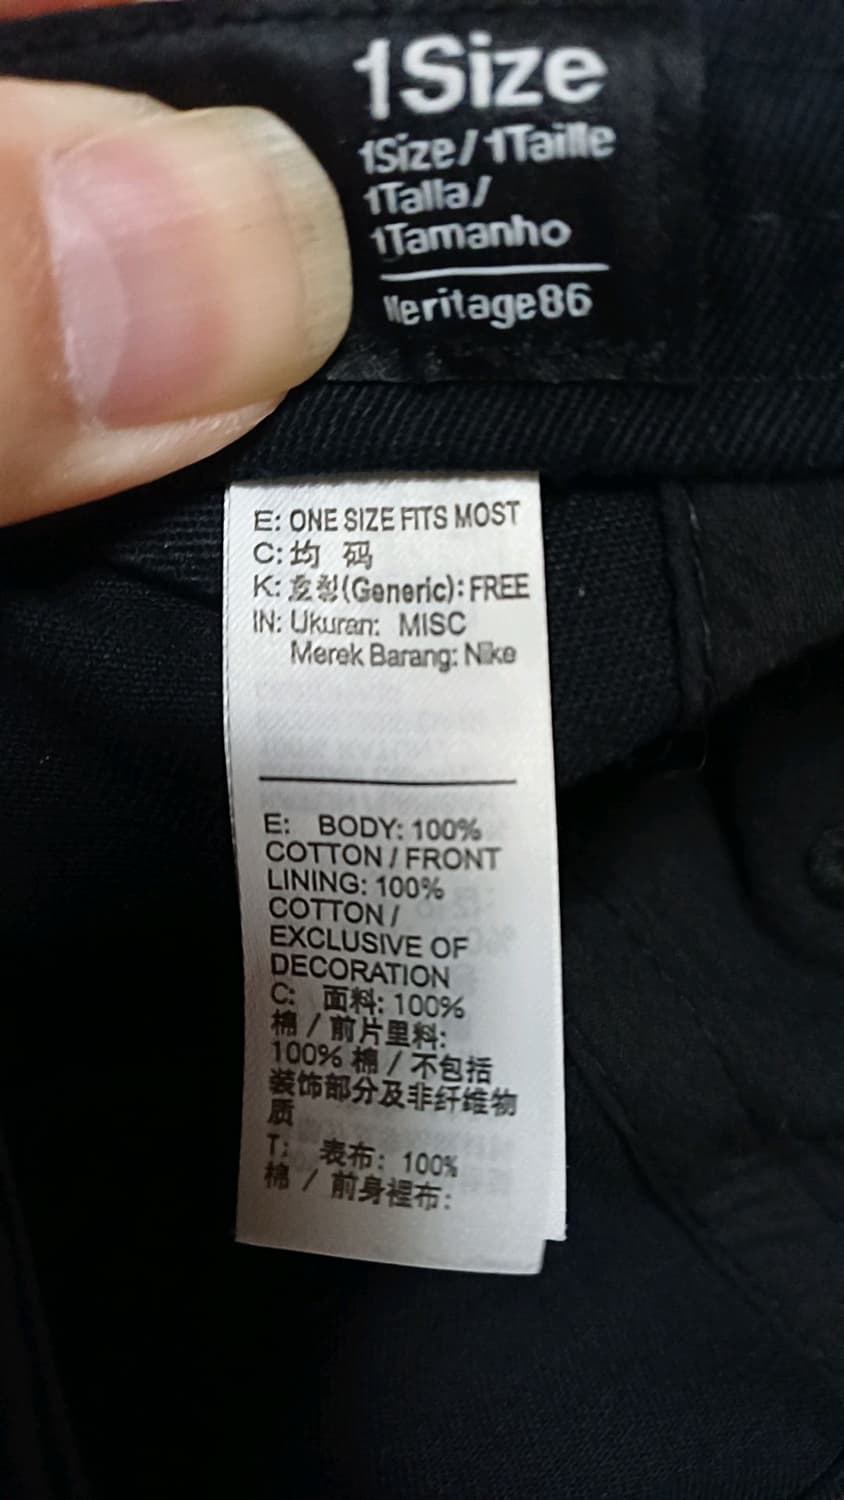 1Size
1Size/1Taille
1Talla/
1Tamanho
Heritage86
E: ONE SIZE FITS MOST
C: 均 码
K: 호칭(Generic): FREE
IN: Ukuran: MISC
Merek Barang: Nike
E: BODY: 100%
COTTON / FRONT
LINING: 100%
COTTON /
EXCLUSIVE OF
DECORATION
C: 面料: 100%
棉 / 前片里料:
100% 棉 / 不包括
装饰部分及非纤维物
质
T: 表布: 100%
棉 / 前身裡布: